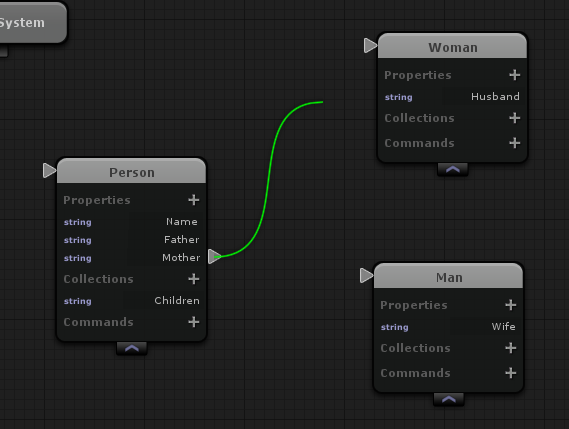 System
Woman
Properties +
string Husband
Collections +
Commands +
Person
Properties +
string Name
string Father
string Mother
Collections +
string Children
Commands +
Man
Properties +
string Wife
Collections +
Commands +